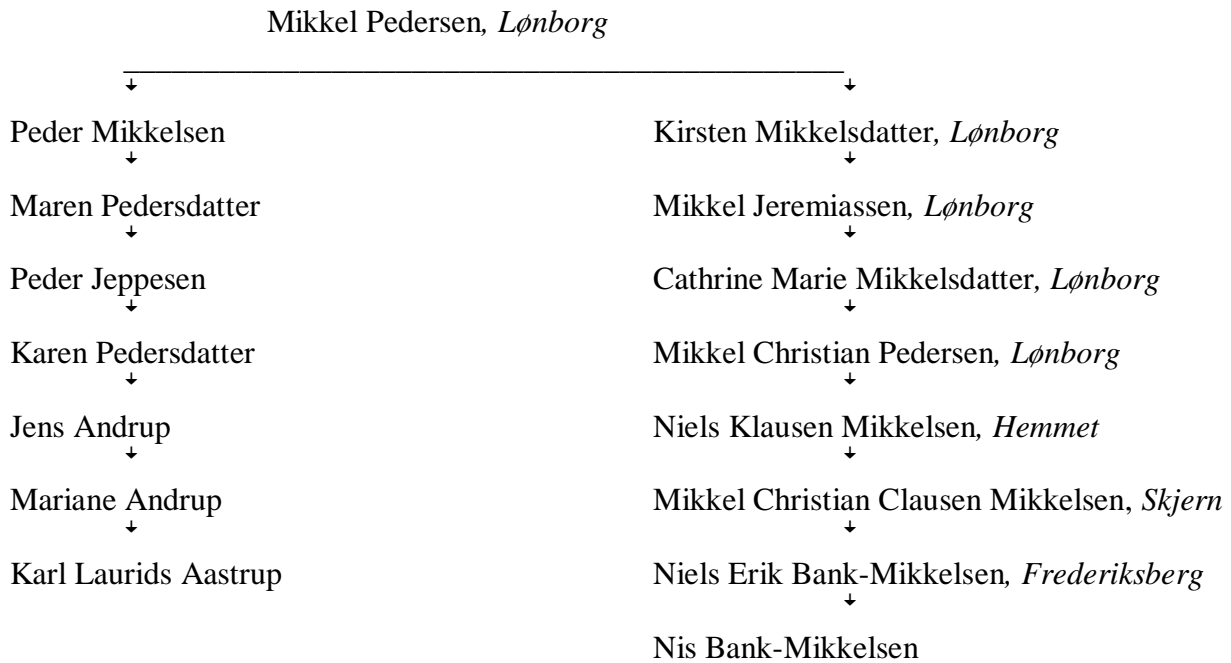 Mikkel Pedersen, Lønborg
Peder Mikkelsen Kirsten Mikkelsdatter, Lønborg
Maren Pedersdatter Mikkel Jeremiassen, Lønborg
Peder Jeppesen Cathrine Marie Mikkelsdatter, Lønborg
Karen Pedersdatter Mikkel Christian Pedersen, Lønborg
Jens Andrup Niels Klausen Mikkelsen, Hemmet
Mariane Andrup Mikkel Christian Clausen Mikkelsen, Skjern
Karl Laurids Aastrup Niels Erik Bank-Mikkelsen, Frederiksberg
Nis Bank-Mikkelsen